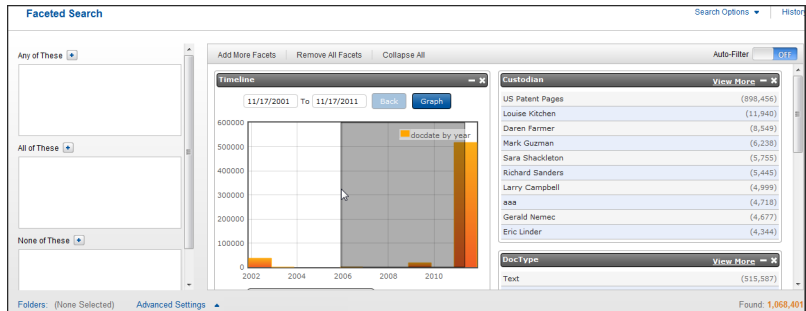 Faceted Search
Search Options
History
Any of These
All of These
None of These
Add More Facets
Remove All Facets
Collapse All
Auto-Filter
OFF
Timeline
11/17/2001 To 11/17/2011 Back Graph
docdate by year
600000
500000
400000
300000
200000
100000
0
2002 2004 2006 2008 2010
Custodian View More
US Patent Pages (898,456)
Louise Kitchen (11,940)
Daren Farmer (8,549)
Mark Guzman (6,238)
Sara Shackleton (5,755)
Richard Sanders (5,445)
Larry Campbell (4,999)
aaa (4,718)
Gerald Nemec (4,677)
Eric Linder (4,344)
DocType View More
Text (515,587)
Folders: (None Selected) Advanced Settings
Found: 1,068,401